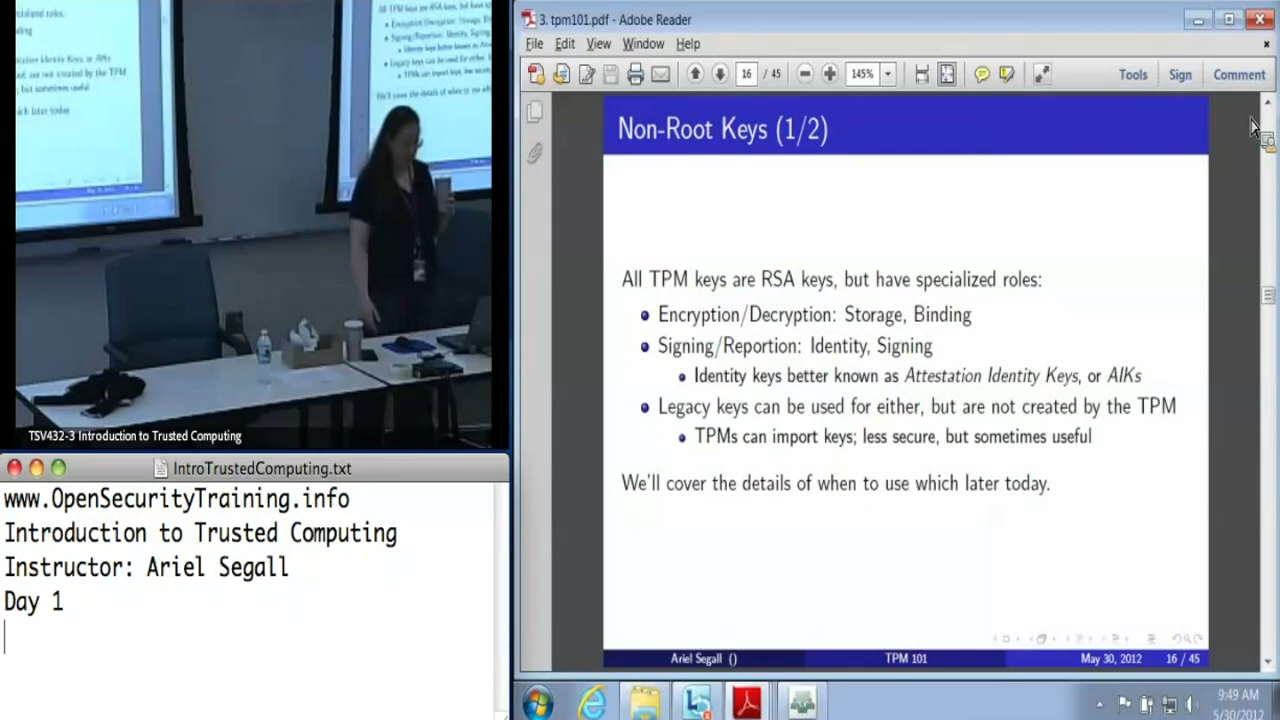 TSV432-3 Introduction to Trusted Computing
IntroTrustedComputing.txt
www.OpenSecurityTraining.info
Introduction to Trusted Computing
Instructor: Ariel Segall
Day 1
3. tpm101.pdf - Adobe Reader
File Edit View Window Help
16 / 45 145% Tools Sign Comment
Non-Root Keys (1/2)
All TPM keys are RSA keys, but have specialized roles:
Encryption/Decryption: Storage, Binding
Signing/Reportion: Identity, Signing
Identity keys better known as Attestation Identity Keys, or AIKs
Legacy keys can be used for either, but are not created by the TPM
TPMs can import keys; less secure, but sometimes useful
We'll cover the details of when to use which later today.
Ariel Segall () TPM 101 May 30, 2012 16 / 45
9:49 AM
5/30/2012